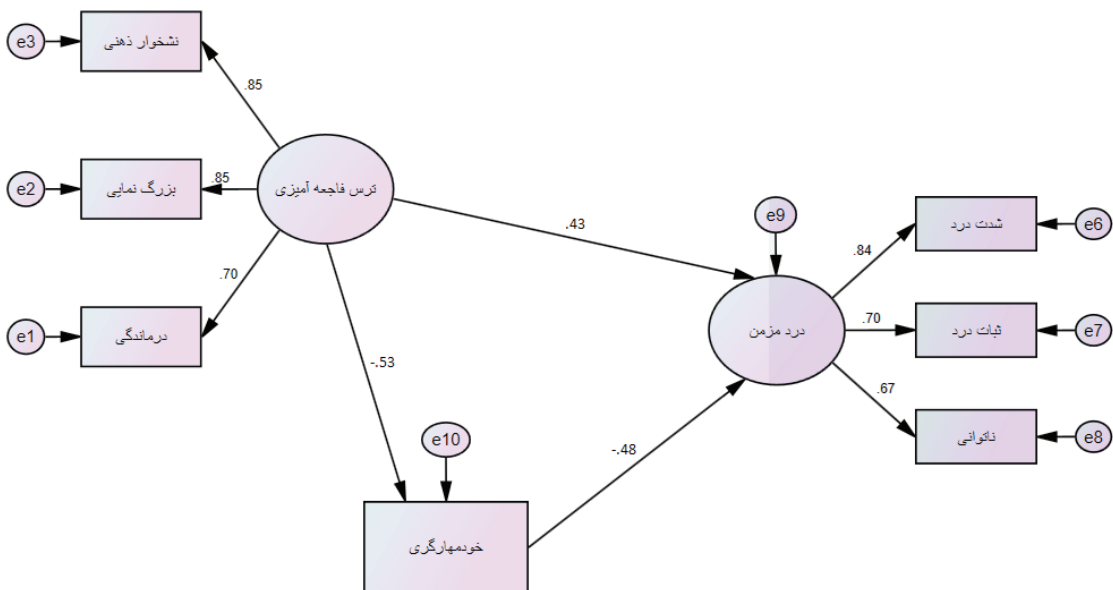 e3
نشخوار ذهنی
.85
e2
بزرگ نمایی
.85
ترس فاجعه آمیزی
.70
e1
درماندگی
.43
-.53
e9
درد مزمن
.84
شدت درد
e6
.70
ثبات درد
e7
.67
ناتوانی
e8
e10
-.48
خودمهارگری